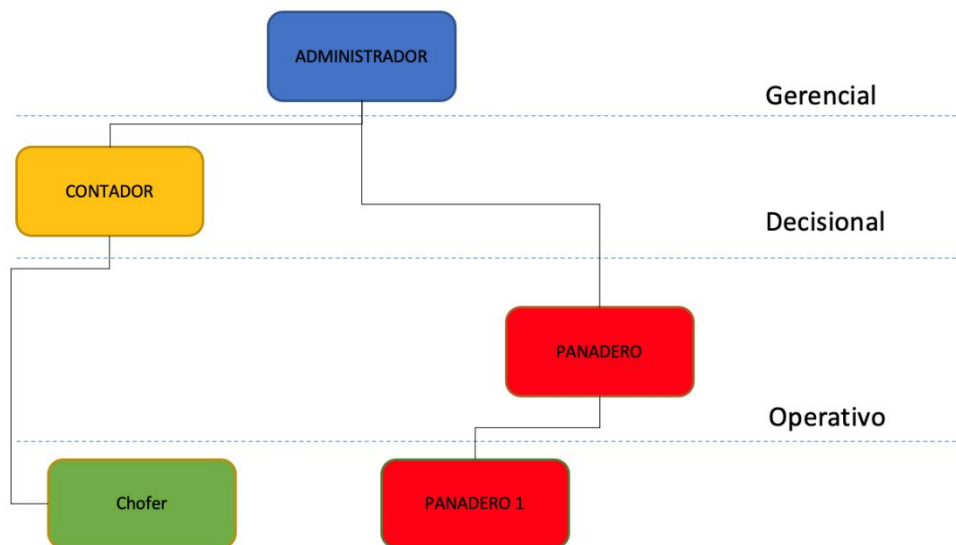 ADMINISTRADOR
Gerencial
CONTADOR
Decisional
PANADERO
Operativo
Chofer
PANADERO 1